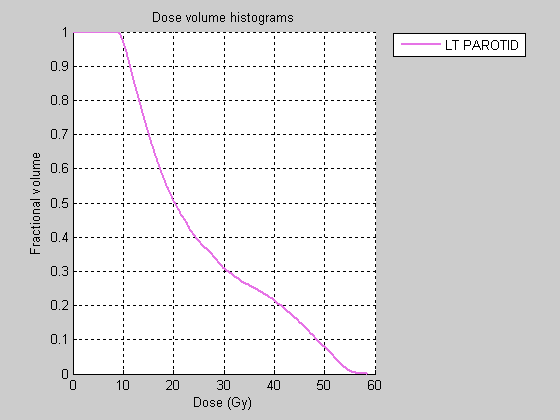 Dose volume histograms
LT PAROTID
1
0.9
0.8
0.7
0.6
0.5
0.4
0.3
0.2
0.1
0
Fractional volume
0 10 20 30 40 50 60
Dose (Gy)